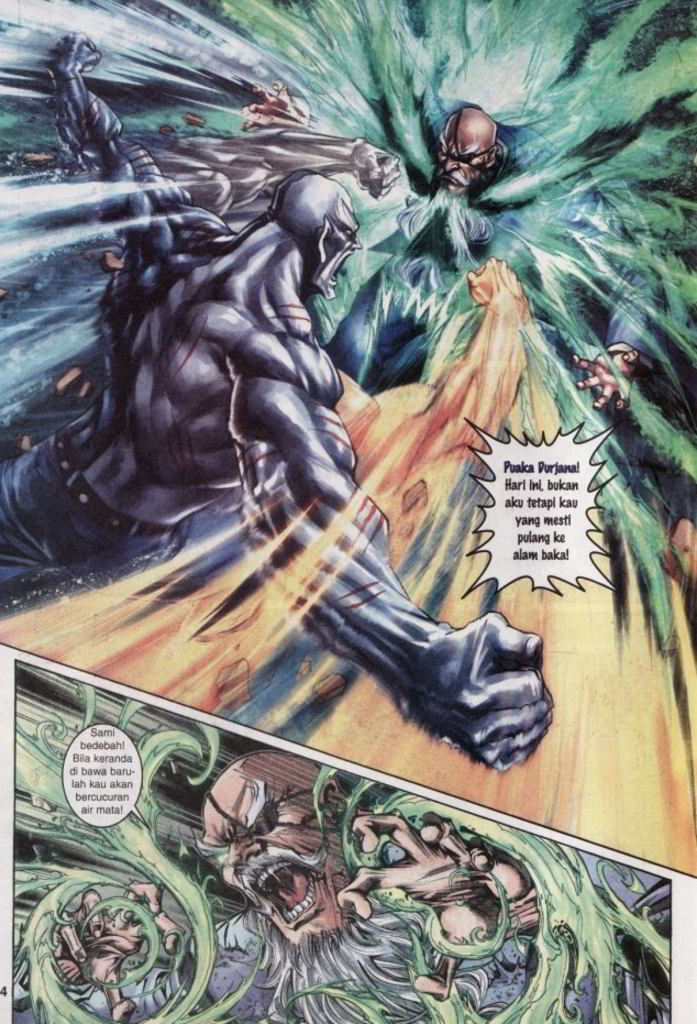 Puaka Durjana!
Hari ini, bukan
aku tetapi kau
yang mesti
pulang ke
alam baka!
Sami
bedebah!
Bila keranda
di bawa baru-
lah kau akan
bercucuran
air mata!
4